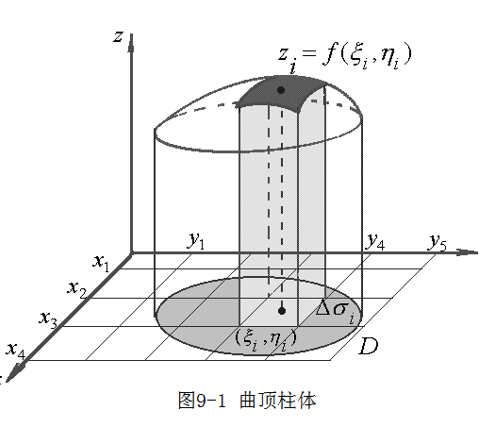 z
z_i = f(ξ_i, η_i)
y_1 y_4 y_5
x_1
x_2
x_3
x_4
Δσ_i
(ξ_i, η_i)
D
图9-1 曲顶柱体